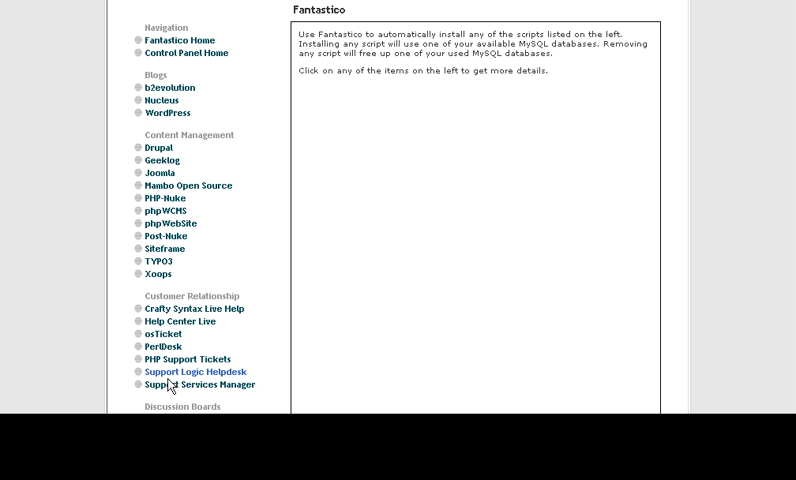 Fantastico
Navigation
Fantastico Home
Control Panel Home
Blogs
b2evolution
Nucleus
WordPress
Content Management
Drupal
Geeklog
Joomla
Mambo Open Source
PHP-Nuke
phpWCMS
phpWebSite
Post-Nuke
Siteframe
TYPO3
Xoops
Customer Relationship
Crafty Syntax Live Help
Help Center Live
osTicket
PerlDesk
PHP Support Tickets
Support Logic Helpdesk
Support Services Manager
Discussion Boards
Use Fantastico to automatically install any of the scripts listed on the left.
Installing any script will use one of your available MySQL databases. Removing
any script will free up one of your used MySQL databases.
Click on any of the items on the left to get more details.